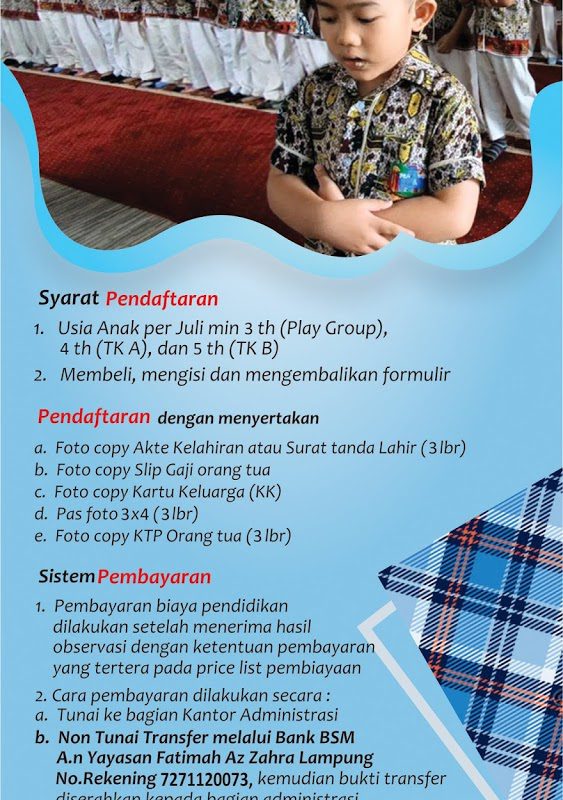 Syarat Pendaftaran
1. Usia Anak per Juli min 3 th (Play Group),
4 th (TK A), dan 5 th (TK B)
2. Membeli, mengisi dan mengembalikan formulir
Pendaftaran dengan menyertakan
a. Foto copy Akte Kelahiran atau Surat tanda Lahir (3 lbr)
b. Foto copy Slip Gaji orang tua
c. Foto copy Kartu Keluarga (KK)
d. Pas foto 3x4 (3 lbr)
e. Foto copy KTP Orang tua (3 lbr)
Sistem Pembayaran
1. Pembayaran biaya pendidikan
dilakukan setelah menerima hasil
observasi dengan ketentuan pembayaran
yang tertera pada price list pembiayaan
2. Cara pembayaran dilakukan secara :
a. Tunai ke bagian Kantor Administrasi
b. Non Tunai Transfer melalui Bank BSM
A.n Yayasan Fatimah Az Zahra Lampung
No.Rekening 7271120073, kemudian bukti transfer
diserahkan kepada bagian administrasi